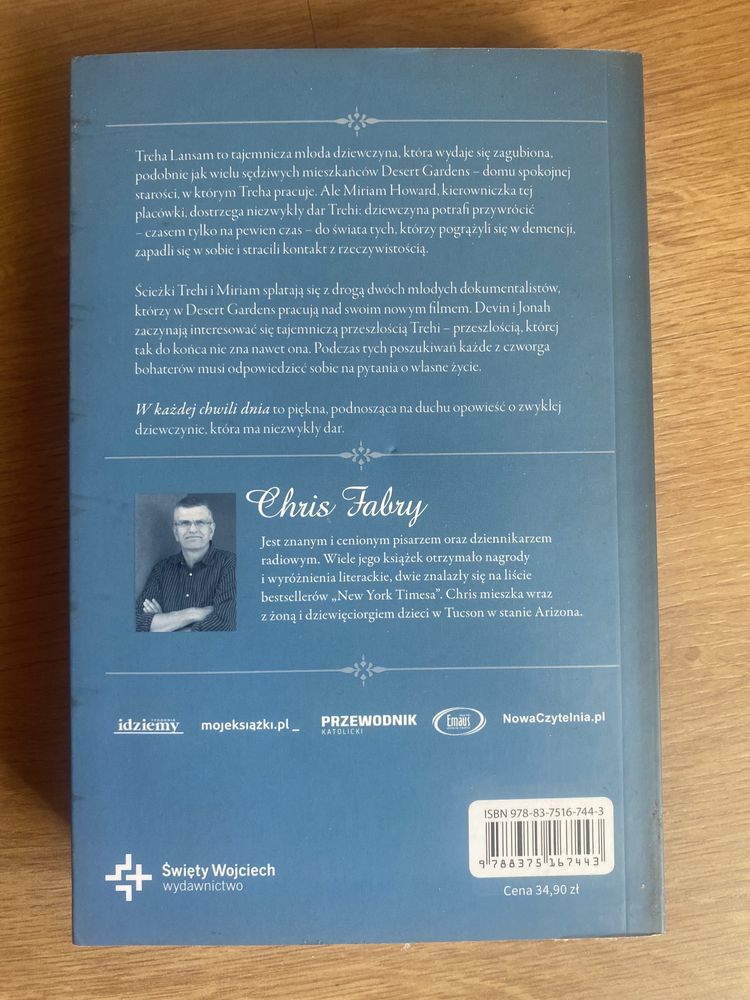 Treha Lansam to tajemnicza młoda dziewczyna, która wydaje się zagubiona,
podobnie jak wielu sędziwych mieszkańców Desert Gardens – domu spokojnej
starości, w którym Treha pracuje. Ale Miriam Howard, kierowniczka tej
placówki, dostrzega niezwykły dar Trehi: dziewczyna potrafi przywrócić
– czasem tylko na pewien czas – do świata tych, którzy pogrążyli się w demencji,
zapadli się w sobie i stracili kontakt z rzeczywistością.
Ścieżki Trehi i Miriam splatają się z drogą dwóch młodych dokumentalistów,
którzy w Desert Gardens pracują nad swoim nowym filmem. Devin i Jonah
zaczynają interesować się tajemniczą przeszłością Trehi – przeszłością, której
tak do końca nie zna nawet ona. Podczas tych poszukiwań każde z czworga
bohaterów musi odpowiedzieć sobie na pytania o własne życie.
W każdej chwili dnia to piękna, podnosząca na duchu opowieść o zwykłej
dziewczynie, która ma niezwykły dar.
Chris Fabry
Jest znanym i cenionym pisarzem oraz dziennikarzem
radiowym. Wiele jego książek otrzymało nagrody
i wyróżnienia literackie, dwie znalazły się na liście
bestsellerów „New York Timesa”. Chris mieszka wraz
z żoną i dziewięciorgiem dzieci w Tucson w stanie Arizona.
TYGODNIK
idziemy
mojeksiążki.pl_
PRZEWODNIK
KATOLICKI
Emaus
NowaCzytelnia.pl
ISBN 978-83-7516-744-3
9 788375 167443
Cena 34,90 zł
Święty Wojciech
wydawnictwo